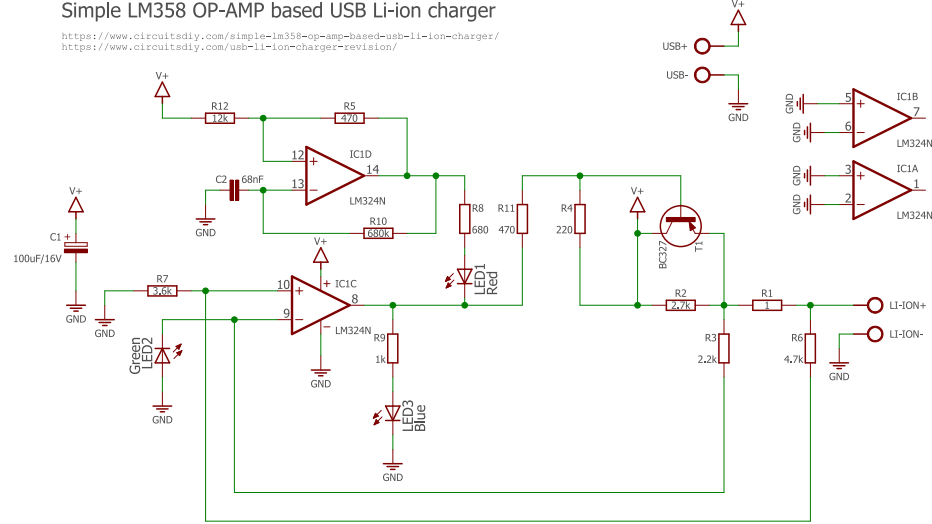 Simple LM358 OP-AMP based USB Li-ion charger
https://www.circuitsdiy.com/simple-lm358-op-amp-based-usb-li-ion-charger/
https://www.circuitsdiy.com/usb-li-ion-charger-revision/
V+
USB+
USB-
GND
V+
R12
12k
R5
470
IC1D
12
13
14
+
−
LM324N
C2
68nF
GND
R10
680k
GND
5
6
7
+
−
IC1B
LM324N
GND
GND
3
2
1
+
−
IC1A
LM324N
GND
V+
C1
+
100uF/16V
GND
R8
680
R11
470
R4
220
V+
BC327
T1
LED1
Red
V+
R7
3.6k
GND
10
9
8
+
−
+
−
IC1C
LM324N
GND
R2
2.7k
R1
1
LI-ION+
LI-ION-
GND
Green
LED2
GND
R9
1k
LED3
Blue
GND
R3
2.2k
R6
4.7k